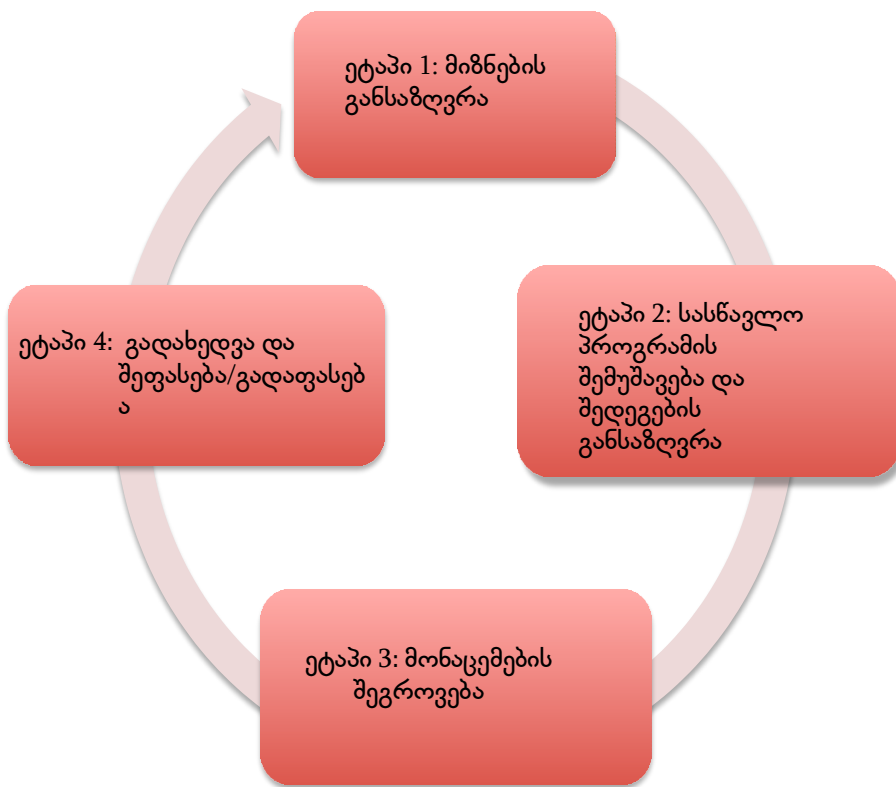 ეტაპი 1: მიზნების
განსაზღვრა
ეტაპი 2: სასწავლო
პროგრამის
შემუშავება და
შედეგების
განსაზღვრა
ეტაპი 3: მონაცემების
შეგროვება
ეტაპი 4: გადახედვა და
შეფასება/გადაფასებ
ა